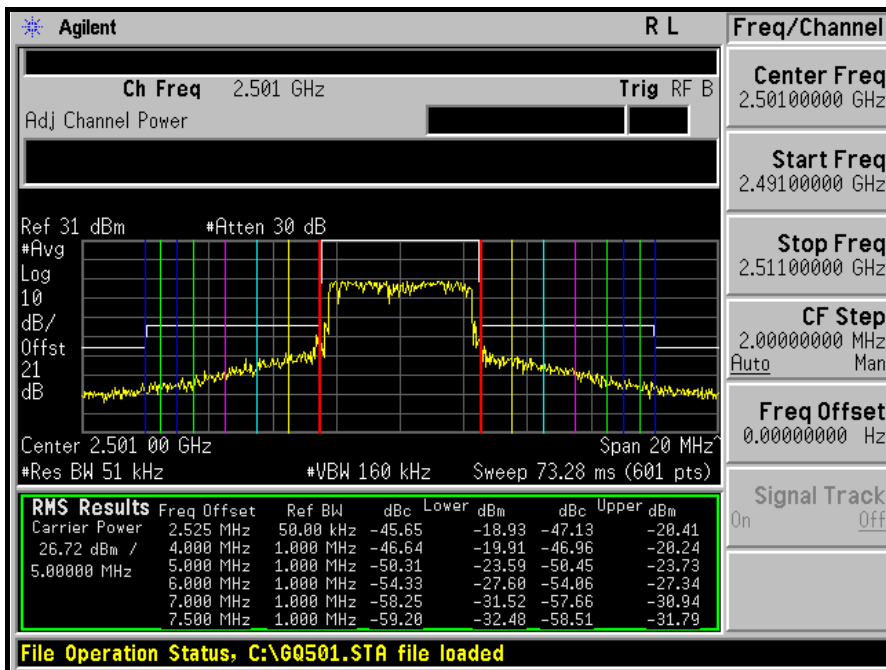 Agilent R L Freq/Channel
Ch Freq 2.501 GHz Trig RF B
Adj Channel Power
Center Freq
2.50100000 GHz
Start Freq
2.49100000 GHz
Stop Freq
2.51100000 GHz
CF Step
2.00000000 MHz
Auto Man
Freq Offset
0.00000000 Hz
Signal Track
On Off
Ref 31 dBm #Atten 30 dB
#Avg
Log
10
dB/
Offst
21
dB
Center 2.501 00 GHz Span 20 MHz^
#Res BW 51 kHz #VBW 160 kHz Sweep 73.28 ms (601 pts)
RMS Results Freq Offset Ref BW dBc Lower dBm dBc Upper dBm
Carrier Power 2.525 MHz 50.00 kHz -45.65 -18.93 -47.13 -20.41
26.72 dBm / 4.000 MHz 1.000 MHz -46.64 -19.91 -46.96 -20.24
5.00000 MHz 5.000 MHz 1.000 MHz -50.31 -23.59 -50.45 -23.73
6.000 MHz 1.000 MHz -54.33 -27.60 -54.06 -27.34
7.000 MHz 1.000 MHz -58.25 -31.52 -57.66 -30.94
7.500 MHz 1.000 MHz -59.20 -32.48 -58.51 -31.79
File Operation Status, C:\GQ501.STA file loaded